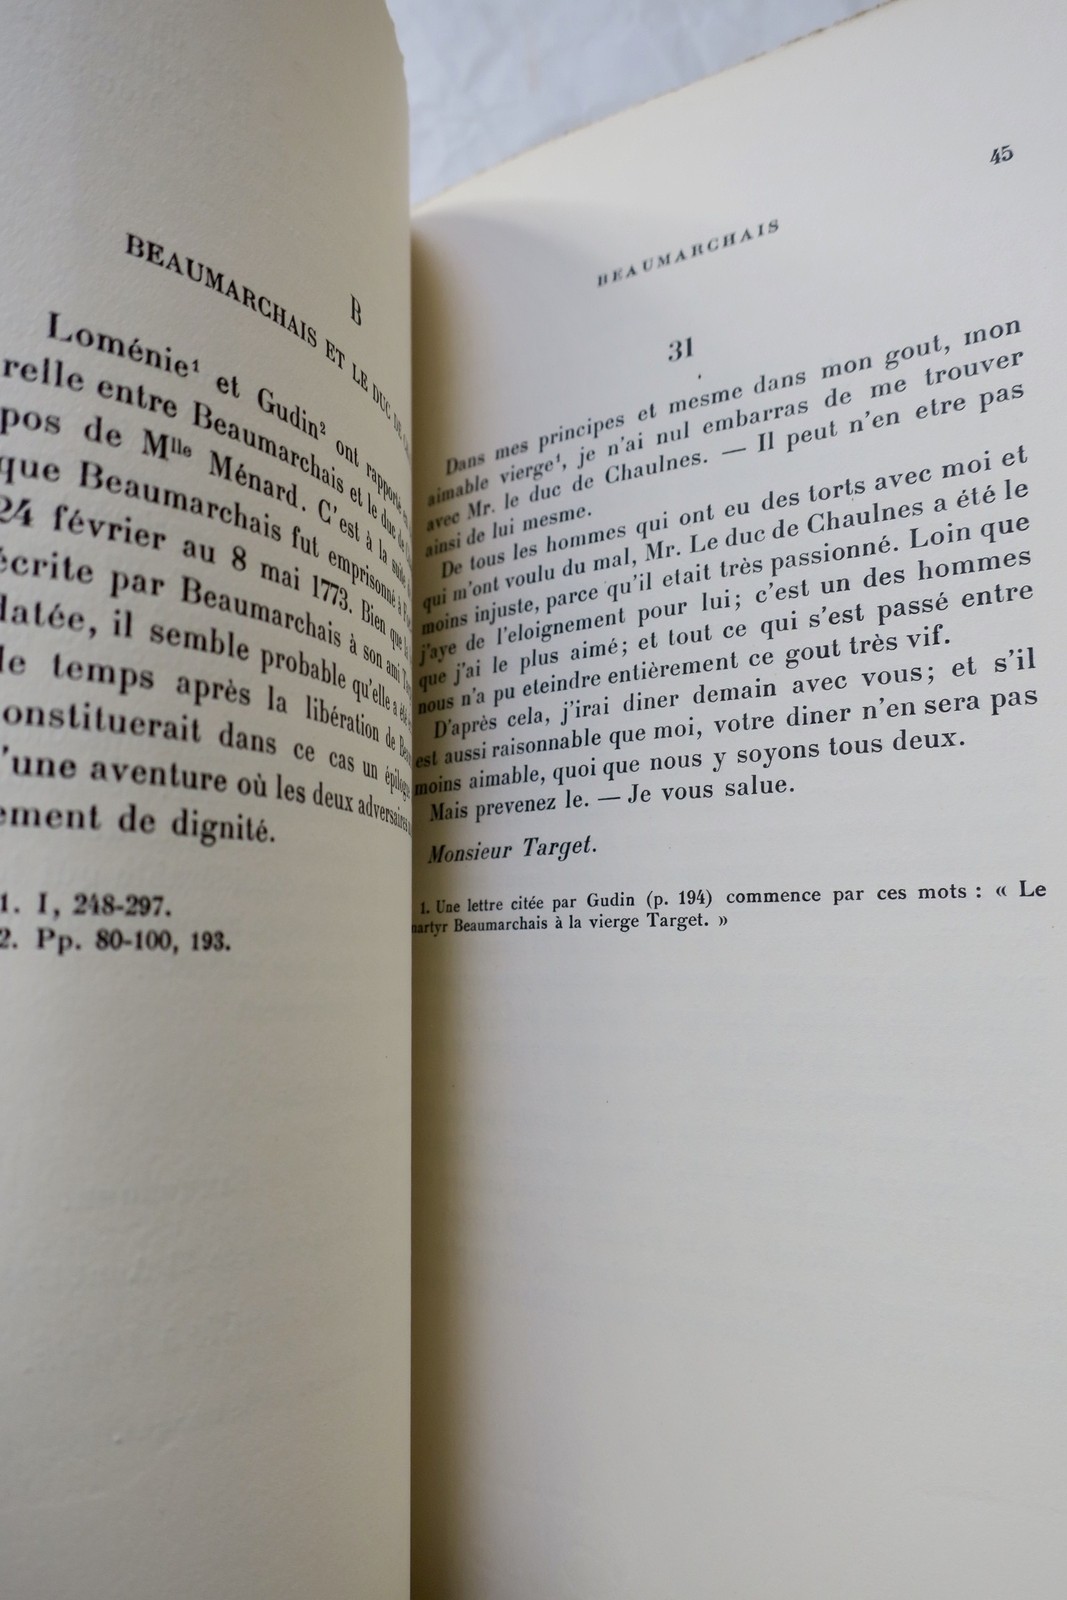 B
BEAUMARCHAIS ET LE DUC DE
Loménie¹ et Gudin² ont rapporté
relle entre Beaumarchais et le duc de
pos de Mlle Ménard. C'est à la suite
que Beaumarchais fut emprisonné à
24 février au 8 mai 1773. Bien que
écrite par Beaumarchais à son ami
datée, il semble probable qu'elle a été
le temps après la libération de
onstituerait dans ce cas un épilogue
'une aventure où les deux adversaires
ement de dignité.
1. I, 248-297.
2. Pp. 80-100, 193.
45
BEAUMARCHAIS
31
Dans mes principes et mesme dans mon gout, mon
aimable vierge¹, je n'ai nul embarras de me trouver
avec Mr. le duc de Chaulnes. — Il peut n'en etre pas
ainsi de lui mesme.
De tous les hommes qui ont eu des torts avec moi et
qui m'ont voulu du mal, Mr. Le duc de Chaulnes a été le
moins injuste, parce qu'il etait très passionné. Loin que
j'aye de l'eloignement pour lui; c'est un des hommes
que j'ai le plus aimé; et tout ce qui s'est passé entre
nous n'a pu eteindre entièrement ce gout très vif.
D'après cela, j'irai diner demain avec vous; et s'il
est aussi raisonnable que moi, votre diner n'en sera pas
moins aimable, quoi que nous y soyons tous deux.
Mais prevenez le. — Je vous salue.
Monsieur Target.
1. Une lettre citée par Gudin (p. 194) commence par ces mots : « Le
martyr Beaumarchais à la vierge Target. »